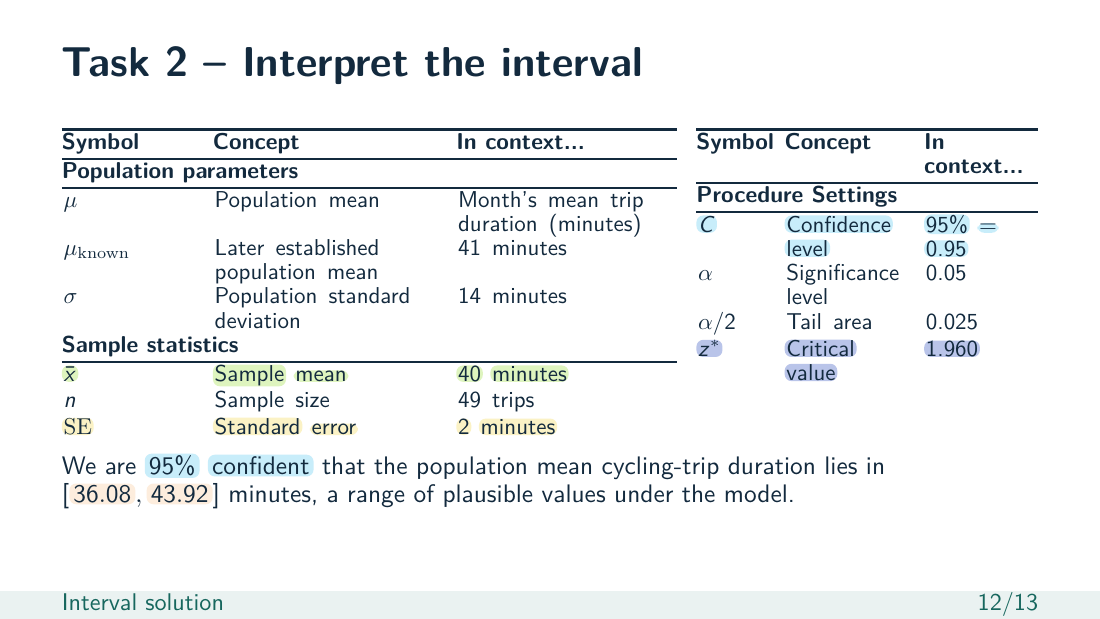 Task 2 – Interpret the interval
Symbol Concept In context...
Population parameters
μ Population mean Month's mean trip
duration (minutes)
μknown Later established 41 minutes
population mean
σ Population standard 14 minutes
deviation
Sample statistics
x̄ Sample mean 40 minutes
n Sample size 49 trips
SE Standard error 2 minutes
Symbol Concept In
context...
Procedure Settings
C Confidence 95% =
level 0.95
α Significance 0.05
level
α/2 Tail area 0.025
z* Critical 1.960
value
We are 95% confident that the population mean cycling-trip duration lies in
[36.08, 43.92] minutes, a range of plausible values under the model.
Interval solution 12/13